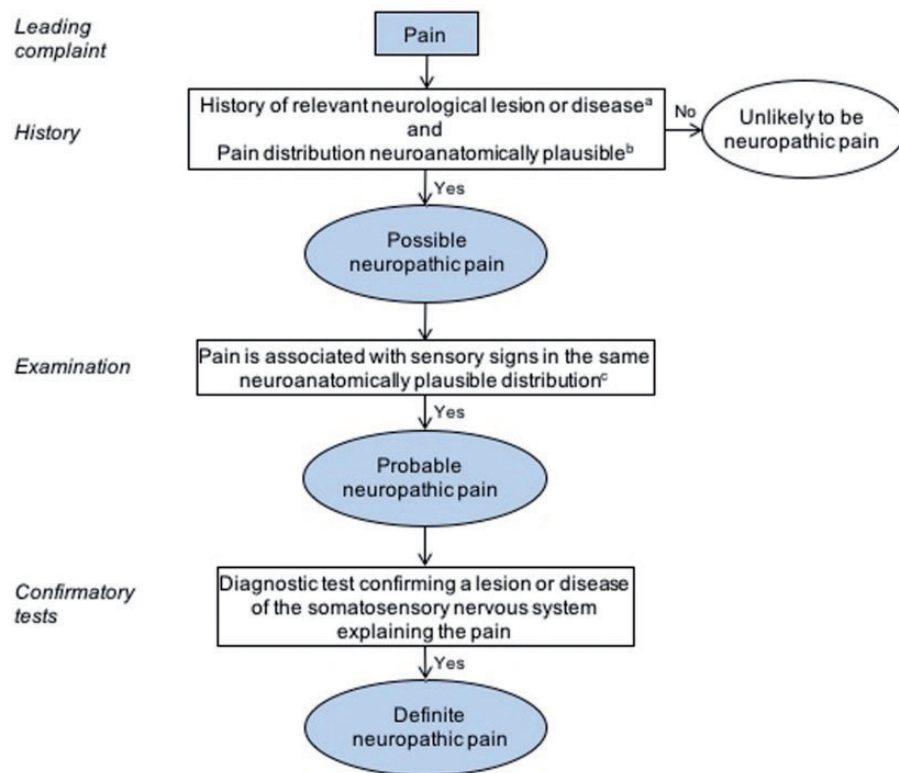 Leading
complaint
Pain
History
History of relevant neurological lesion or diseaseᵃ
and
Pain distribution neuroanatomically plausibleᵇ
No
Unlikely to be
neuropathic pain
Yes
Possible
neuropathic pain
Examination
Pain is associated with sensory signs in the same
neuroanatomically plausible distributionᶜ
Yes
Probable
neuropathic pain
Confirmatory
tests
Diagnostic test confirming a lesion or disease
of the somatosensory nervous system
explaining the pain
Yes
Definite
neuropathic pain